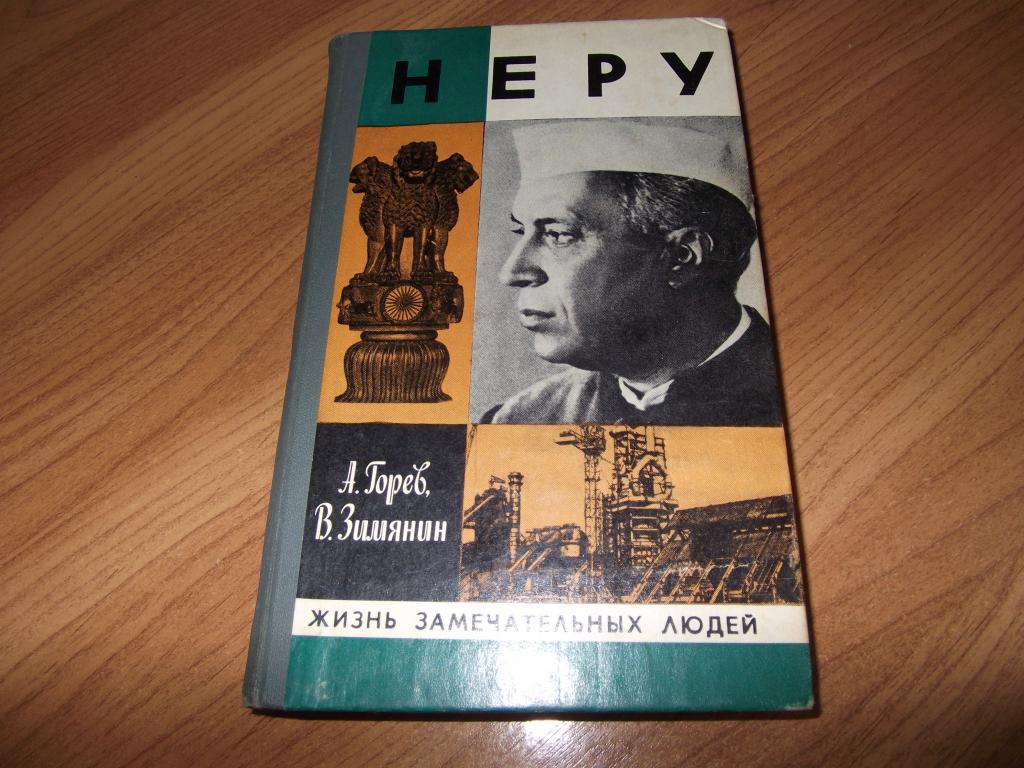 НЕРУ
А. Горев,
В. Зимянин
ЖИЗНЬ ЗАМЕЧАТЕЛЬНЫХ ЛЮДЕЙ